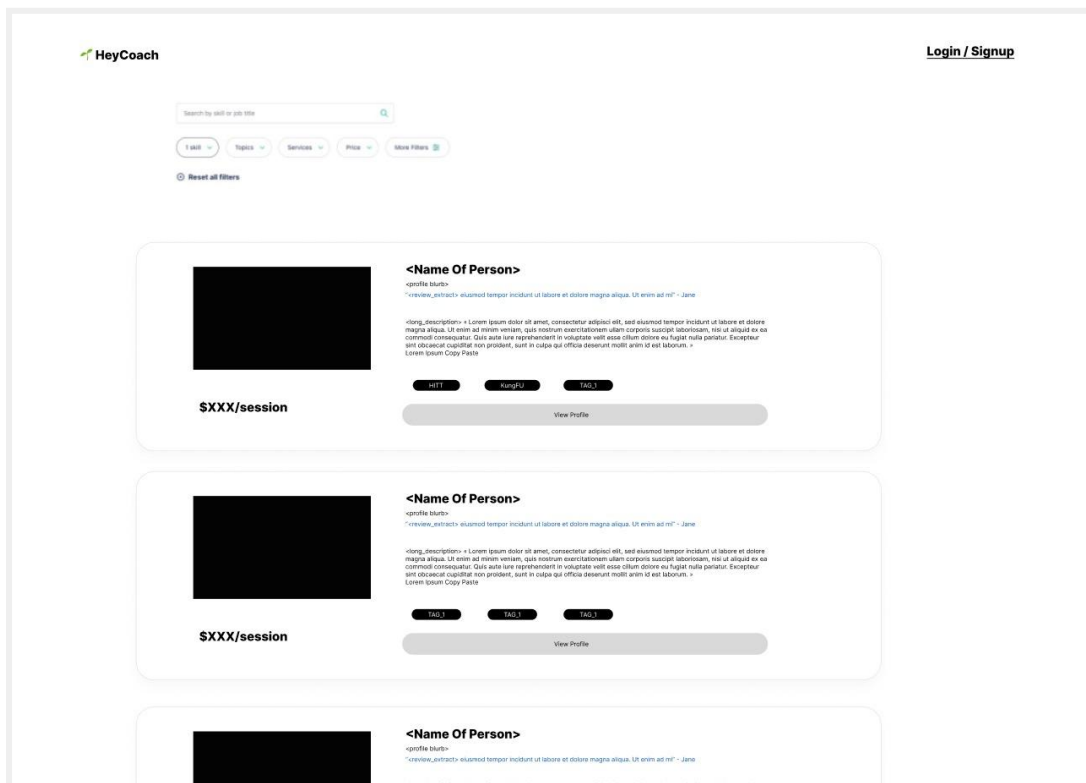 HeyCoach
Login / Signup
Search by skill or job title
1 skill
Topics
Services
Price
More Filters
Reset all filters
<Name Of Person>
<profile blurb>
"<review_extract> eiusmod tempor incidunt ut labore et dolore magna aliqua. Ut enim ad mi" - Jane
<long_description> « Lorem ipsum dolor sit amet, consectetur adipisci elit, sed eiusmod tempor incidunt ut labore et dolore
magna aliqua. Ut enim ad minim veniam, quis nostrum exercitationem ullam corporis suscipit laboriosam, nisi ut aliquid ex ea
commodi consequatur. Quis aute iure reprehenderit in voluptate velit esse cillum dolore eu fugiat nulla pariatur. Excepteur
sint obcaecat cupiditat non proident, sunt in culpa qui officia deserunt mollit anim id est laborum. »
Lorem Ipsum Copy Paste
HITT
KungFU
TAG_1
$XXX/session
View Profile
<Name Of Person>
<profile blurb>
"<review_extract> eiusmod tempor incidunt ut labore et dolore magna aliqua. Ut enim ad mi" - Jane
<long_description> « Lorem ipsum dolor sit amet, consectetur adipisci elit, sed eiusmod tempor incidunt ut labore et dolore
magna aliqua. Ut enim ad minim veniam, quis nostrum exercitationem ullam corporis suscipit laboriosam, nisi ut aliquid ex ea
commodi consequatur. Quis aute iure reprehenderit in voluptate velit esse cillum dolore eu fugiat nulla pariatur. Excepteur
sint obcaecat cupiditat non proident, sunt in culpa qui officia deserunt mollit anim id est laborum. »
Lorem Ipsum Copy Paste
TAG_1
TAG_1
TAG_1
$XXX/session
View Profile
<Name Of Person>
<profile blurb>
"<review_extract> eiusmod tempor incidunt ut labore et dolore magna aliqua. Ut enim ad mi" - Jane